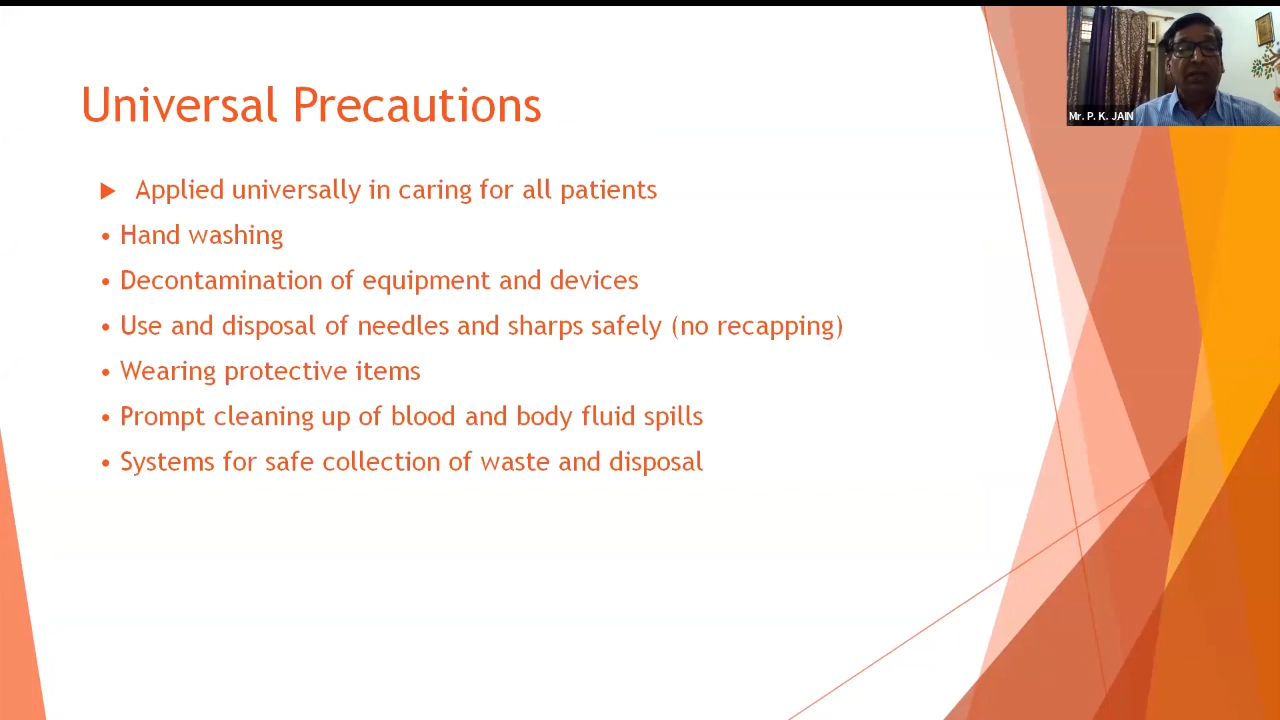 Universal Precautions
Applied universally in caring for all patients
• Hand washing
• Decontamination of equipment and devices
• Use and disposal of needles and sharps safely (no recapping)
• Wearing protective items
• Prompt cleaning up of blood and body fluid spills
• Systems for safe collection of waste and disposal
Mr. P. K. JAIN